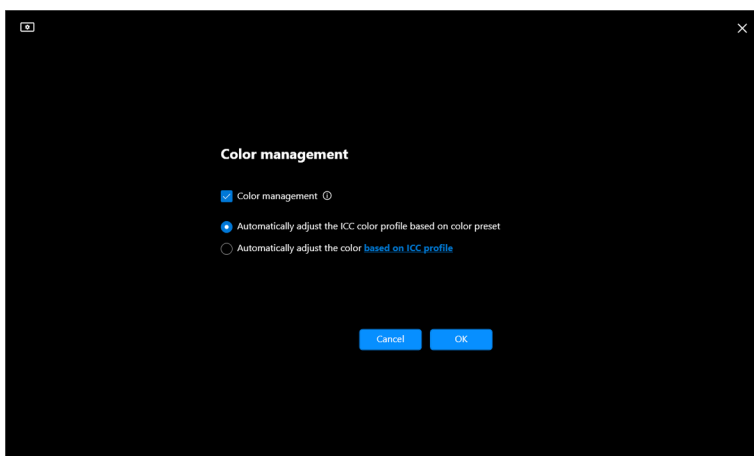 Color management
Color management
Automatically adjust the ICC color profile based on color preset
Automatically adjust the color based on ICC profile
Cancel
OK